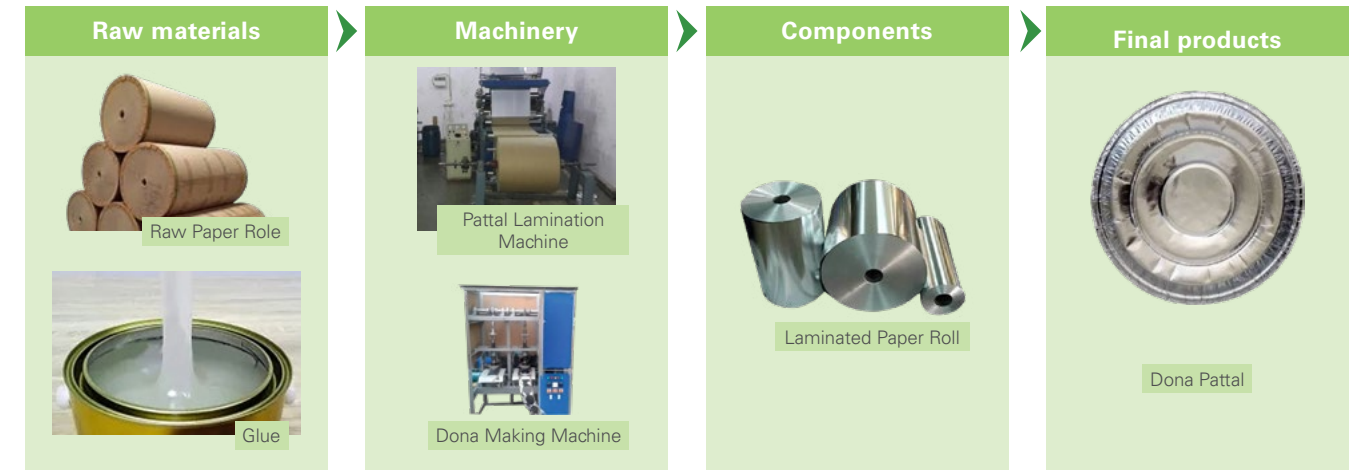 Raw materials
Raw Paper Role
Glue
Machinery
Pattal Lamination
Machine
Dona Making Machine
Components
Laminated Paper Roll
Final products
Dona Pattal